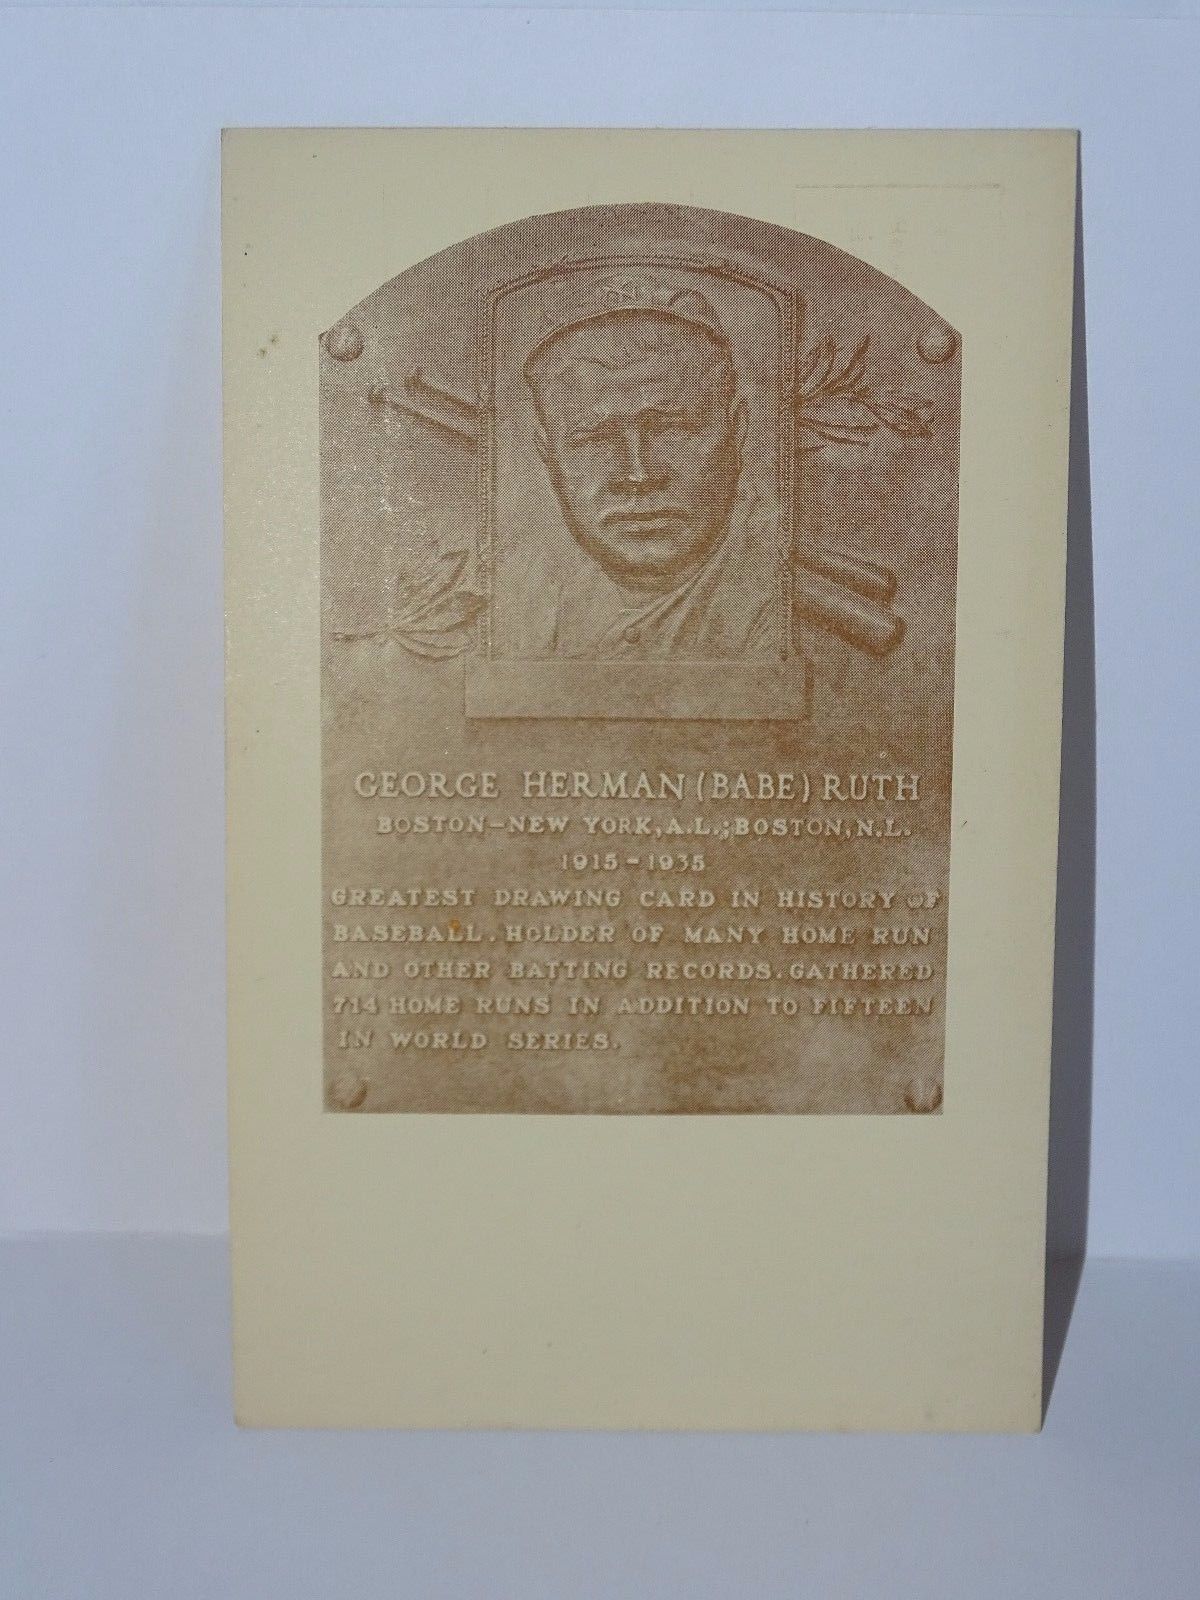 NY
GEORGE HERMAN (BABE) RUTH
BOSTON-NEW YORK, A.L.; BOSTON, N.L.
1915-1935
GREATEST DRAWING CARD IN HISTORY OF
BASEBALL. HOLDER OF MANY HOME RUN
AND OTHER BATTING RECORDS. GATHERED
714 HOME RUNS IN ADDITION TO FIFTEEN
IN WORLD SERIES.